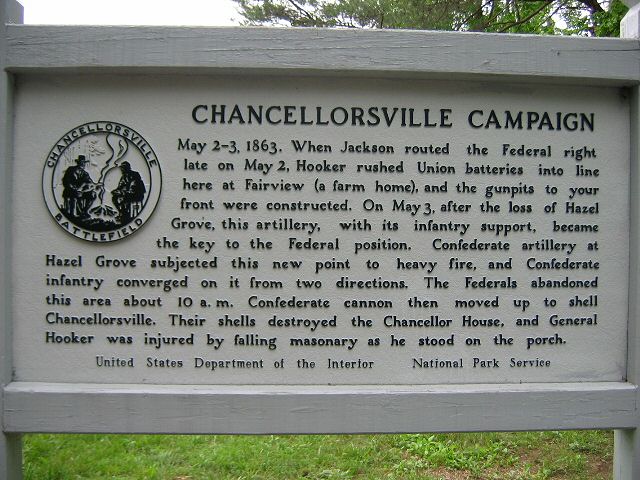 CHANCELLORSVILLE CAMPAIGN
CHANCELLORSVILLE
BATTLEFIELD
May 2-3, 1863. When Jackson routed the Federal right
late on May 2, Hooker rushed Union batteries into line
here at Fairview (a farm home), and the gunpits to your
front were constructed. On May 3, after the loss of Hazel
Grove, this artillery, with its infantry support, became
the key to the Federal position. Confederate artillery at
Hazel Grove subjected this new point to heavy fire, and Confederate
infantry converged on it from two directions. The Federals abandoned
this area about 10 a.m. Confederate cannon then moved up to shell
Chancellorsville. Their shells destroyed the Chancellor House, and General
Hooker was injured by falling masonary as he stood on the porch.
United States Department of the Interior National Park Service